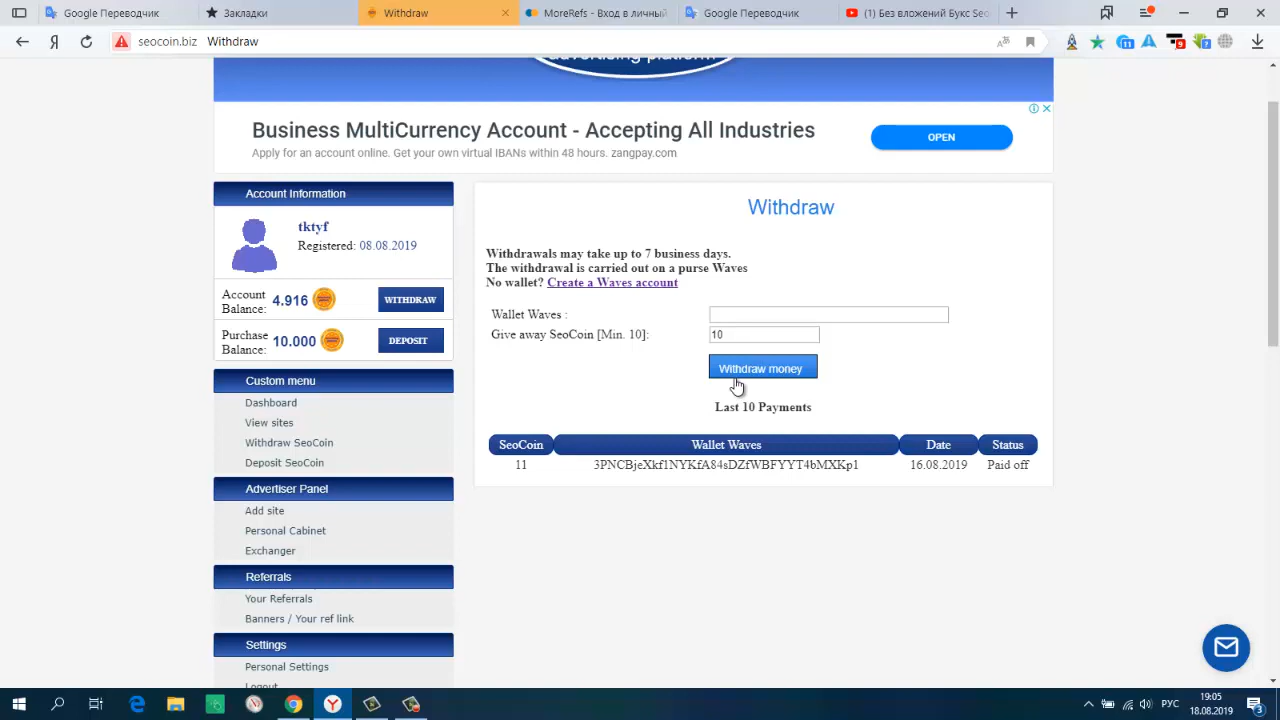 Google Переводчик
Закладки
Withdraw
MoreRefs - Вход в личный
Google Переводчик
(1) Без вложений Букс Seo
seocoin.biz Withdraw
11
9
?
advertising platform
Business MultiCurrency Account - Accepting All Industries
Apply for an account online. Get your own virtual IBANs within 48 hours. zangpay.com
OPEN
Account Information
tktyf
Registered: 08.08.2019
Account Balance: 4.916
WITHDRAW
Purchase Balance: 10.000
DEPOSIT
Custom menu
Dashboard
View sites
Withdraw SeoCoin
Deposit SeoCoin
Advertiser Panel
Add site
Personal Cabinet
Exchanger
Referrals
Your Referrals
Banners / Your ref link
Settings
Personal Settings
Logout
Withdraw
Withdrawals may take up to 7 business days.
The withdrawal is carried out on a purse Waves
No wallet? Create a Waves account
Wallet Waves :
Give away SeoCoin [Min. 10]: 10
Withdraw money
Last 10 Payments
SeoCoin Wallet Waves Date Status
11 3PNCBjeXkf1NYKfA84sDZfWBFYYT4bMXKp1 16.08.2019 Paid off
РУС
19:05
18.08.2019
3